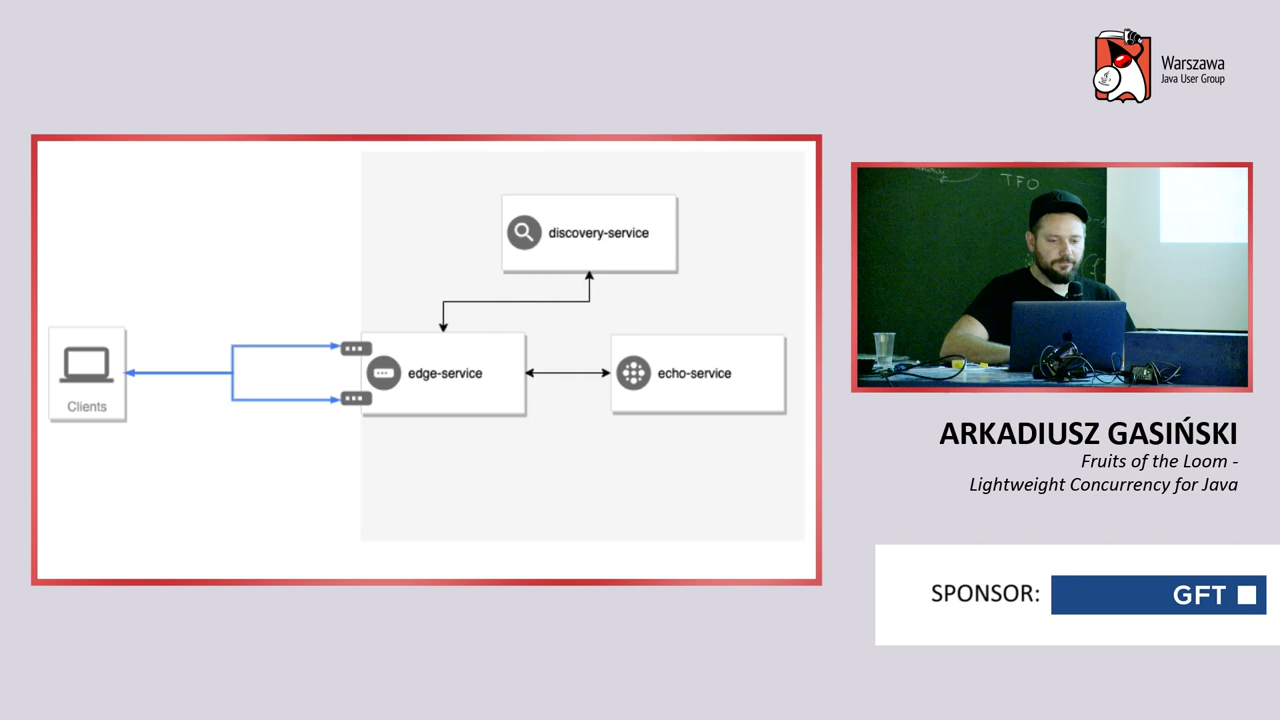 Warszawa
Java User Group
discovery-service
edge-service
echo-service
Clients
TFO
ARKADIUSZ GASIŃSKI
Fruits of the Loom -
Lightweight Concurrency for Java
SPONSOR:
GFT